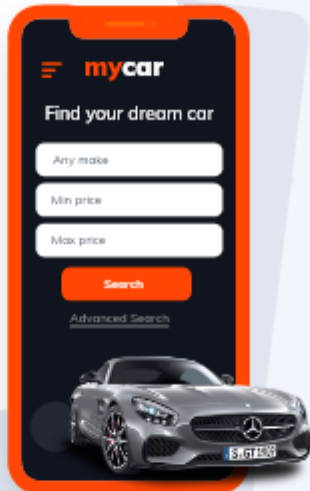 mycar
Find your dream car
Any make
Min price
Max price
Search
Advanced Search